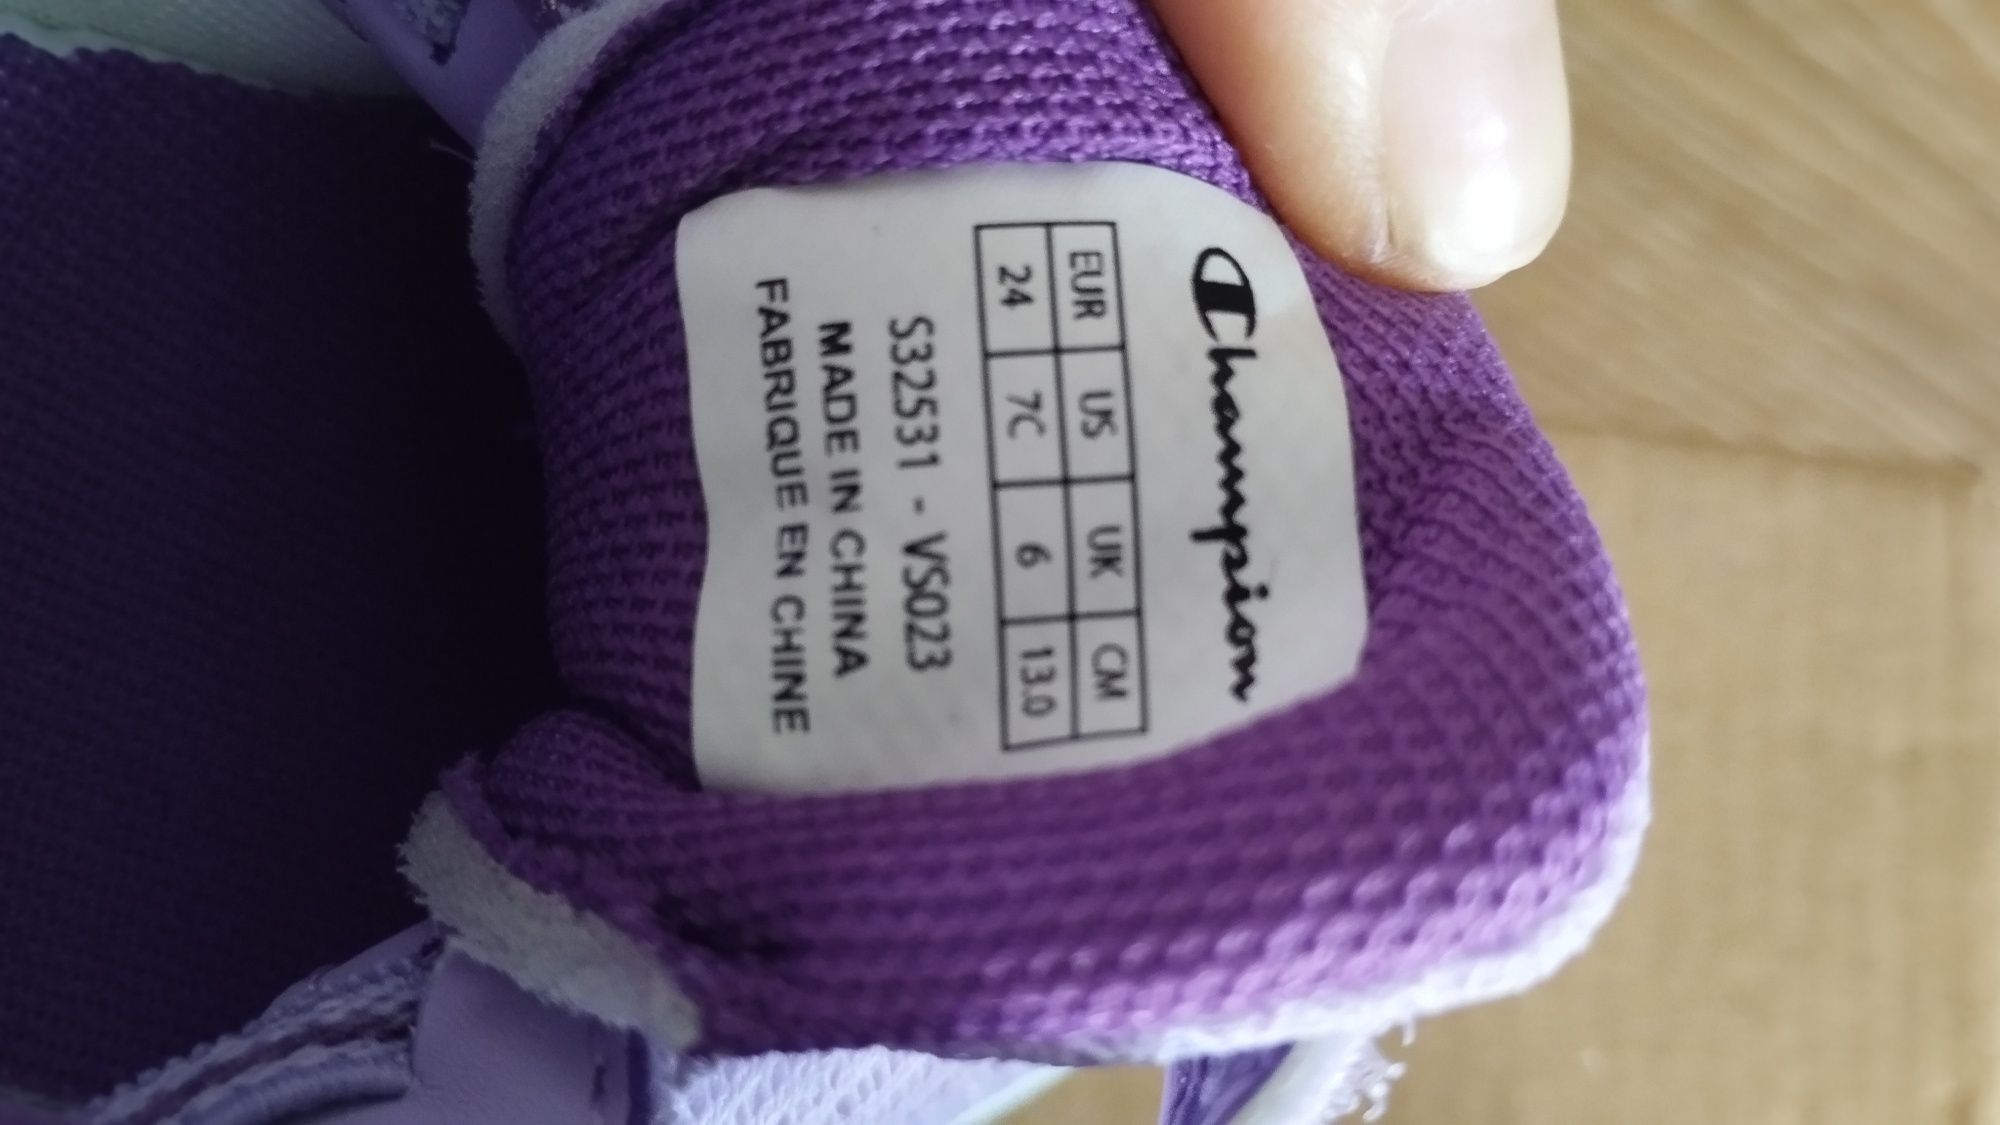 Champion
EUR US UK CM
24 7C 6 13.0
S32531 - VS023
MADE IN CHINA
FABRIQUE EN CHINE